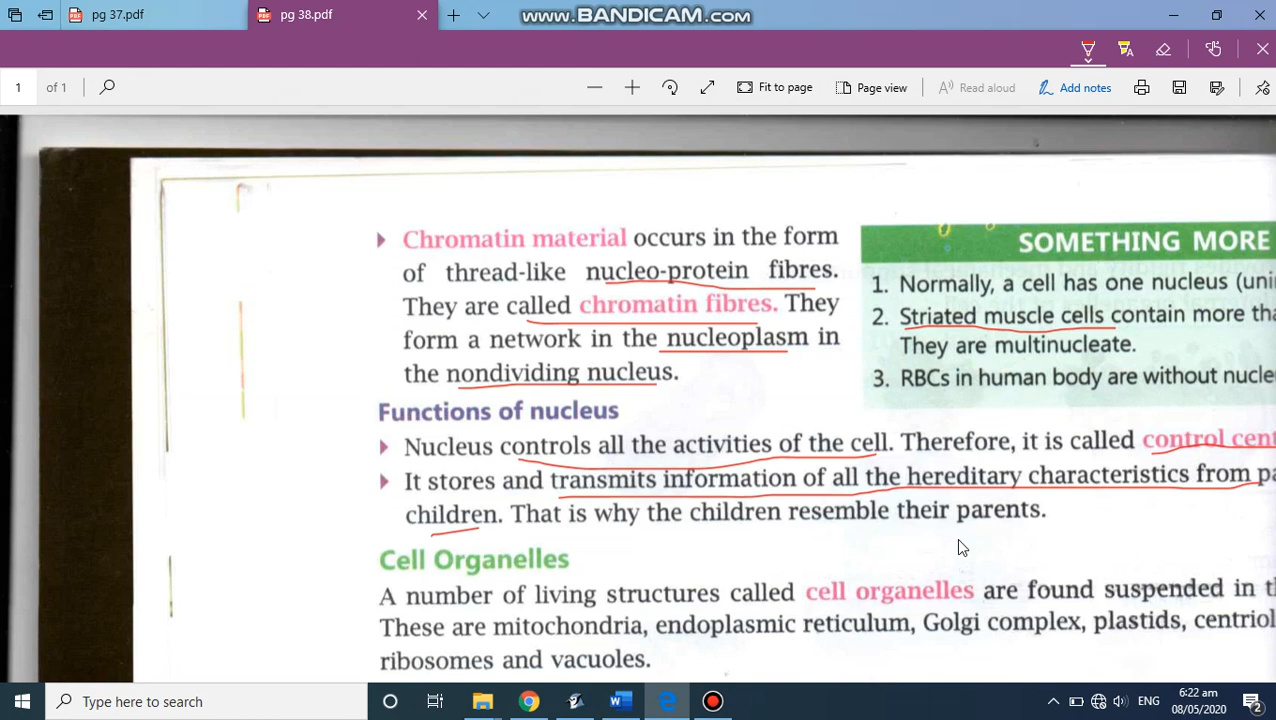 pg 37.pdf
pg 38.pdf
www.BANDICAM.com
1 of 1
Fit to page
Page view
Read aloud
Add notes
Chromatin material occurs in the form
of thread-like nucleo-protein fibres.
They are called chromatin fibres. They
form a network in the nucleoplasm in
the nondividing nucleus.
SOMETHING MORE
1. Normally, a cell has one nucleus (uni
2. Striated muscle cells contain more tha
They are multinucleate.
3. RBCs in human body are without nucle
Functions of nucleus
Nucleus controls all the activities of the cell. Therefore, it is called control cent
It stores and transmits information of all the hereditary characteristics from pa
children. That is why the children resemble their parents.
Cell Organelles
A number of living structures called cell organelles are found suspended in t
These are mitochondria, endoplasmic reticulum, Golgi complex, plastids, centriol
ribosomes and vacuoles.
Type here to search
ENG
6:22 am
08/05/2020
2